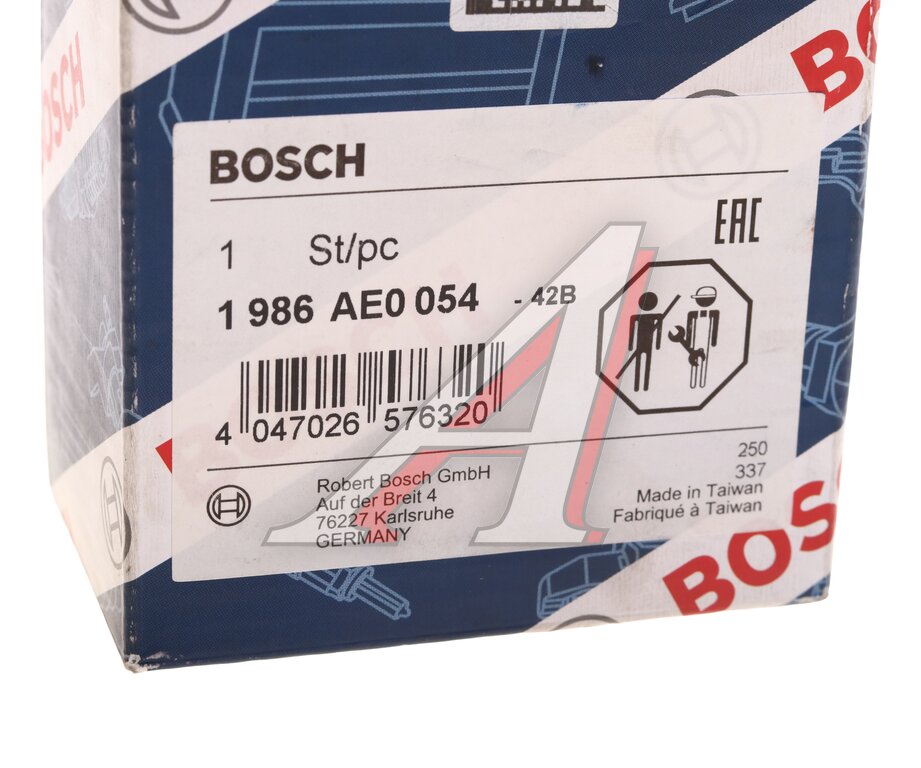 BOSCH
EAC
1 St/pc
1 986 AE0 054 - 42B
4 047026 576320
250
337
Robert Bosch GmbH
Auf der Breit 4
76227 Karlsruhe
GERMANY
Made in Taiwan
Fabriqué à Taiwan
BOSCH
BOSCH